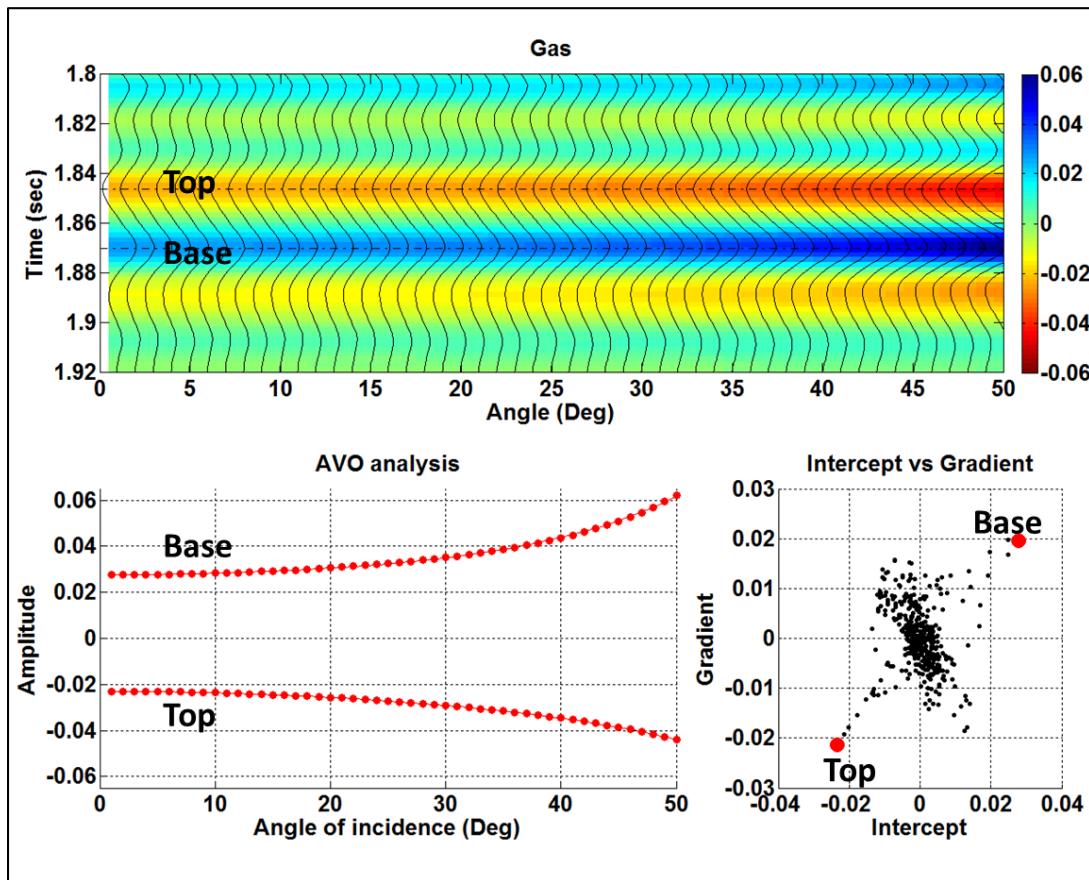 Gas
1.8
1.82
1.84
1.86
1.88
1.9
1.92
Time (sec)
Top
Base
0 5 10 15 20 25 30 35 40 45 50
Angle (Deg)
0.06
0.04
0.02
0
-0.02
-0.04
-0.06
AVO analysis
0.06
0.04
0.02
0
-0.02
-0.04
-0.06
Amplitude
Base
Top
0 10 20 30 40 50
Angle of incidence (Deg)
Intercept vs Gradient
0.03
0.02
0.01
0
-0.01
-0.02
-0.03
Gradient
Base
Top
-0.04 -0.02 0 0.02 0.04
Intercept